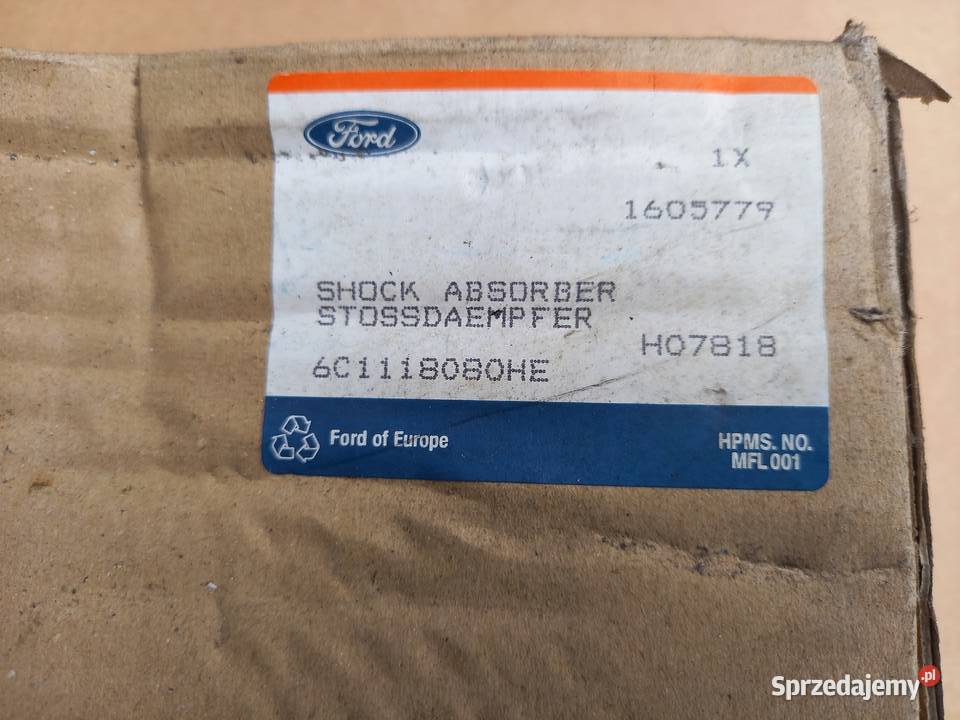 Ford
1X
1605779
SHOCK ABSORBER
STOSSDAEMPFER
H07818
6C1118080HE
Ford of Europe
HPMS. NO.
MFL 001
Sprzedajemy.pl